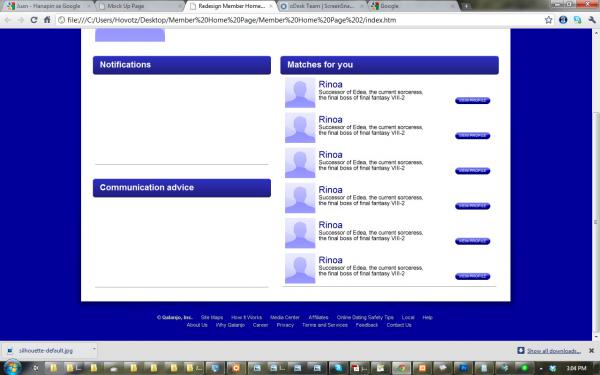 Juan - Hanapin sa Google
Mock Up Page
Redesign Member Home...
oDesk Team | ScreenSna...
Google
file:///C:/Users/Hovotz/Desktop/Member%20Home%20Page/Member%20Home%20Page%202/index.htm
Notifications
Matches for you
Rinoa
Successor of Edea, the current sorceress,
the final boss of final fantasy VIII-2
VIEW PROFILE
Rinoa
Successor of Edea, the current sorceress,
the final boss of final fantasy VIII-2
VIEW PROFILE
Rinoa
Successor of Edea, the current sorceress,
the final boss of final fantasy VIII-2
VIEW PROFILE
Communication advice
Rinoa
Successor of Edea, the current sorceress,
the final boss of final fantasy VIII-2
VIEW PROFILE
Rinoa
Successor of Edea, the current sorceress,
the final boss of final fantasy VIII-2
VIEW PROFILE
Rinoa
Successor of Edea, the current sorceress,
the final boss of final fantasy VIII-2
VIEW PROFILE
© Qalanjo, Inc. Site Maps How It Works Media Center Affiliates Online Dating Safety Tips Local Help
About Us Why Qalanjo Career Privacy Terms and Services Feedback Contact Us
silhouette-default.jpg
Show all downloads...
3:04 PM